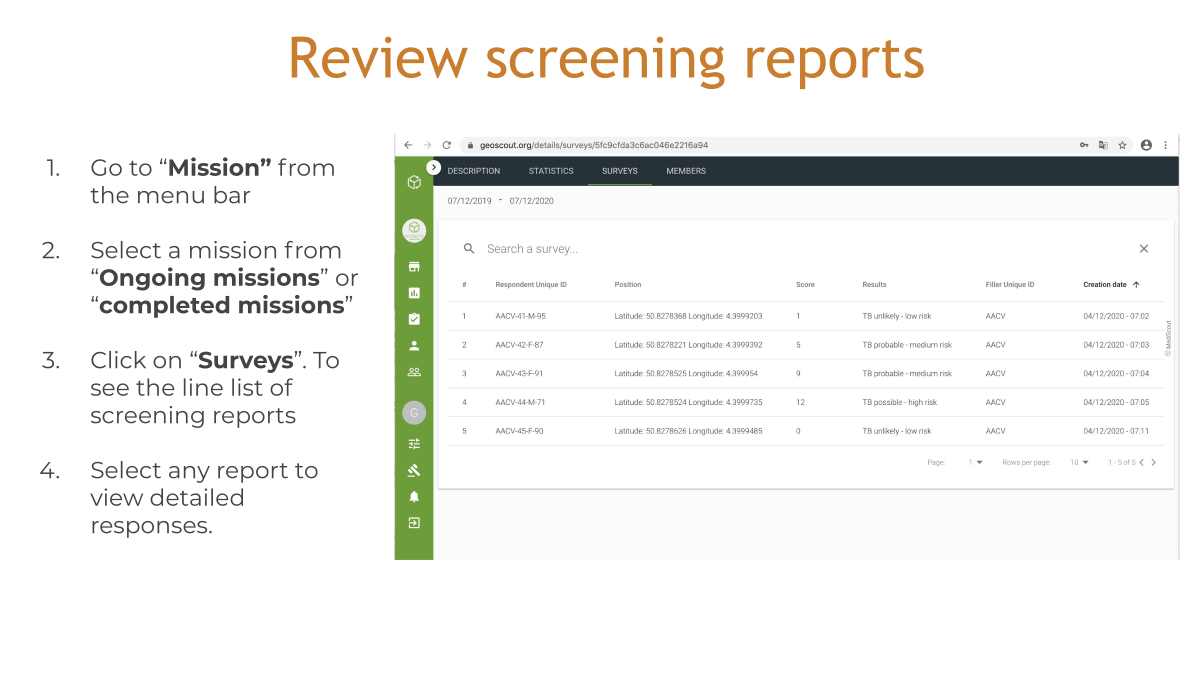 Review screening reports
1. Go to “Mission” from
the menu bar
2. Select a mission from
“Ongoing missions” or
“completed missions”
3. Click on “Surveys”. To
see the line list of
screening reports
4. Select any report to
view detailed
responses.
geoscout.org/details/surveys/5fc9cfda3c6ac046e2216a94
DESCRIPTION STATISTICS SURVEYS MEMBERS
07/12/2019 - 07/12/2020
Search a survey...
# Respondent Unique ID Position Score Results Filler Unique ID Creation date
1 AACV-41-M-95 Latitude: 50.8278368 Longitude: 4.3999203 1 TB unlikely - low risk AACV 04/12/2020 - 07:02
2 AACV-42-F-87 Latitude: 50.8278221 Longitude: 4.3999392 5 TB probable - medium risk AACV 04/12/2020 - 07:03
3 AACV-43-F-91 Latitude: 50.8278525 Longitude: 4.399954 9 TB probable - medium risk AACV 04/12/2020 - 07:04
4 AACV-44-M-71 Latitude: 50.8278524 Longitude: 4.3999735 12 TB possible - high risk AACV 04/12/2020 - 07:05
5 AACV-45-F-90 Latitude: 50.8278626 Longitude: 4.3999485 0 TB unlikely - low risk AACV 04/12/2020 - 07:11
Page: 1 Rows per page: 10 1 - 5 of 5
G
MediScout